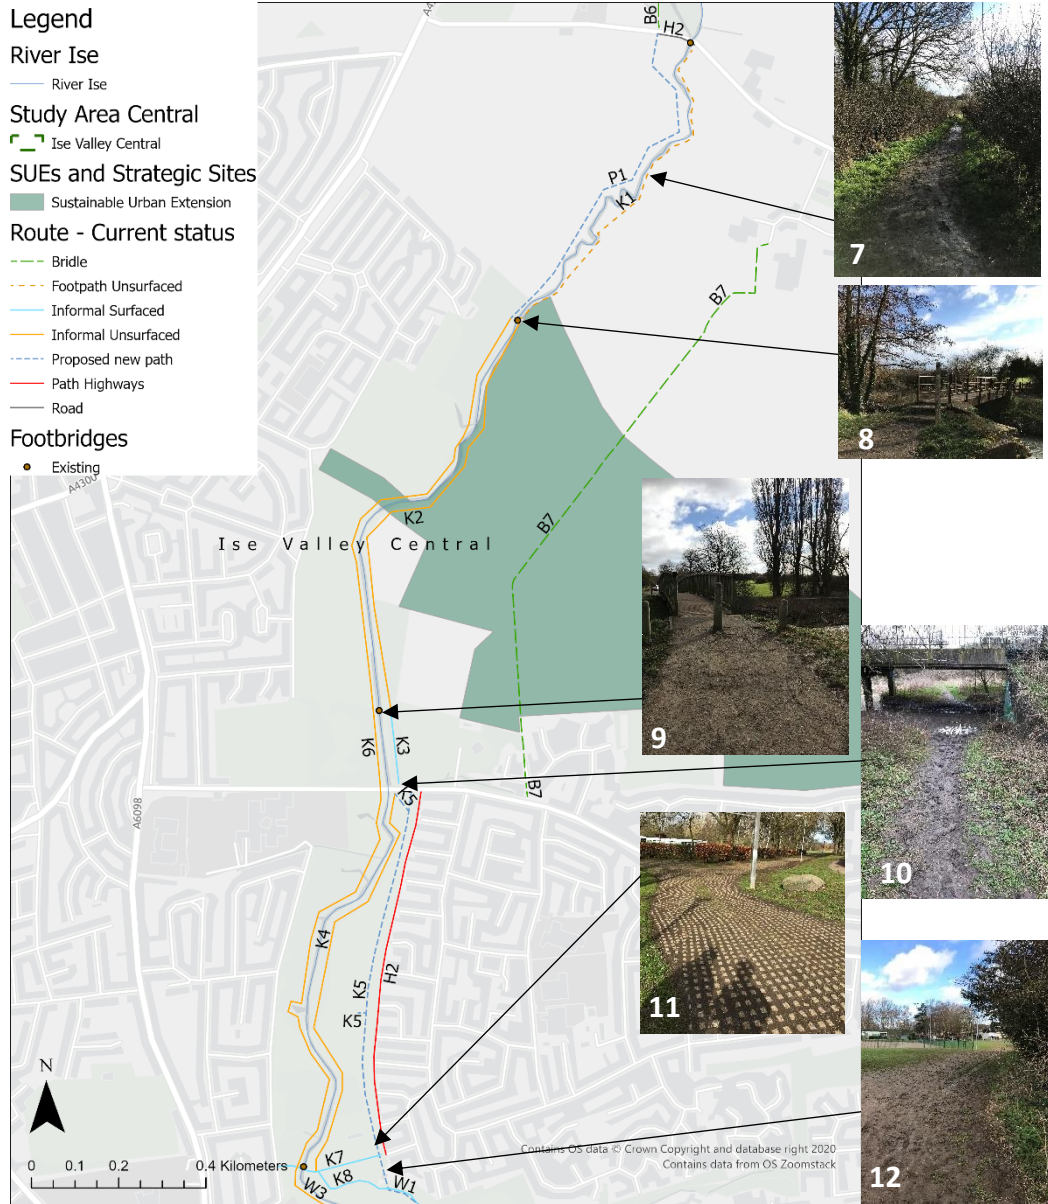 Legend
River Ise
River Ise
Study Area Central
Ise Valley Central
SUEs and Strategic Sites
Sustainable Urban Extension
Route - Current status
Bridle
Footpath Unsurfaced
Informal Surfaced
Informal Unsurfaced
Proposed new path
Path Highways
Road
Footbridges
Existing
B6
H2
P1
K1
7
B7
8
A4300
K2
B7
Ise Valley Central
9
K6
K3
B7
K5
A6098
10
K4
H2
K5
K5
11
N
Contains OS data © Crown Copyright and database right 2020
Contains data from OS Zoomstack
K7
K8
W3
W1
0 0.1 0.2 0.4 Kilometers
12